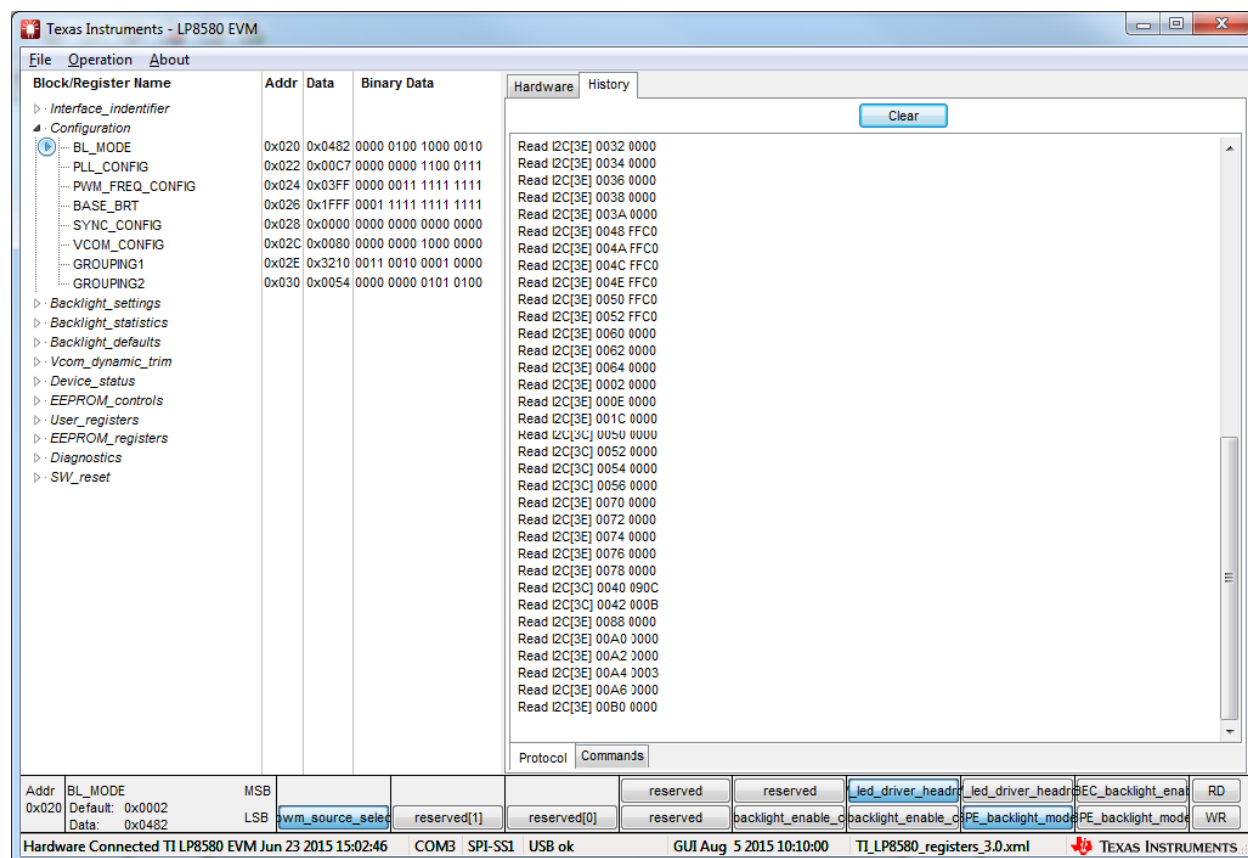 Texas Instruments - LP8580 EVM
File Operation About
Block/Register Name Addr Data Binary Data
Interface_indentifier
Configuration
BL_MODE 0x020 0x0482 0000 0100 1000 0010
PLL_CONFIG 0x022 0x00C7 0000 0000 1100 0111
PWM_FREQ_CONFIG 0x024 0x03FF 0000 0011 1111 1111
BASE_BRT 0x026 0x1FFF 0001 1111 1111 1111
SYNC_CONFIG 0x028 0x0000 0000 0000 0000 0000
VCOM_CONFIG 0x02C 0x0080 0000 0000 1000 0000
GROUPING1 0x02E 0x3210 0011 0010 0001 0000
GROUPING2 0x030 0x0054 0000 0000 0101 0100
Backlight_settings
Backlight_statistics
Backlight_defaults
Vcom_dynamic_trim
Device_status
EEPROM_controls
User_registers
EEPROM_registers
Diagnostics
SW_reset
Hardware History
Clear
Read I2C[3E] 0032 0000
Read I2C[3E] 0034 0000
Read I2C[3E] 0036 0000
Read I2C[3E] 0038 0000
Read I2C[3E] 003A 0000
Read I2C[3E] 0048 FFC0
Read I2C[3E] 004A FFC0
Read I2C[3E] 004C FFC0
Read I2C[3E] 004E FFC0
Read I2C[3E] 0050 FFC0
Read I2C[3E] 0052 FFC0
Read I2C[3E] 0060 0000
Read I2C[3E] 0062 0000
Read I2C[3E] 0064 0000
Read I2C[3E] 0002 0000
Read I2C[3E] 000E 0000
Read I2C[3E] 001C 0000
Read I2C[3C] 0050 0000
Read I2C[3C] 0052 0000
Read I2C[3C] 0054 0000
Read I2C[3C] 0056 0000
Read I2C[3E] 0070 0000
Read I2C[3E] 0072 0000
Read I2C[3E] 0074 0000
Read I2C[3E] 0076 0000
Read I2C[3E] 0078 0000
Read I2C[3C] 0040 090C
Read I2C[3C] 0042 000B
Read I2C[3E] 0088 0000
Read I2C[3E] 00A0 0000
Read I2C[3E] 00A2 0000
Read I2C[3E] 00A4 0003
Read I2C[3E] 00A6 0000
Read I2C[3E] 00B0 0000
Protocol Commands
Addr BL_MODE MSB reserved reserved _led_driver_headr _led_driver_headr BEC_backlight_enal RD
0x020 Default: 0x0002
Data: 0x0482 LSB pwm_source_selec reserved[1] reserved[0] reserved backlight_enable_c backlight_enable_c BPE_backlight_mode BPE_backlight_mode WR
Hardware Connected TI LP8580 EVM Jun 23 2015 15:02:46 COM3 SPI-SS1 USB ok GUI Aug 5 2015 10:10:00 TI_LP8580_registers_3.0.xml TEXAS INSTRUMENTS